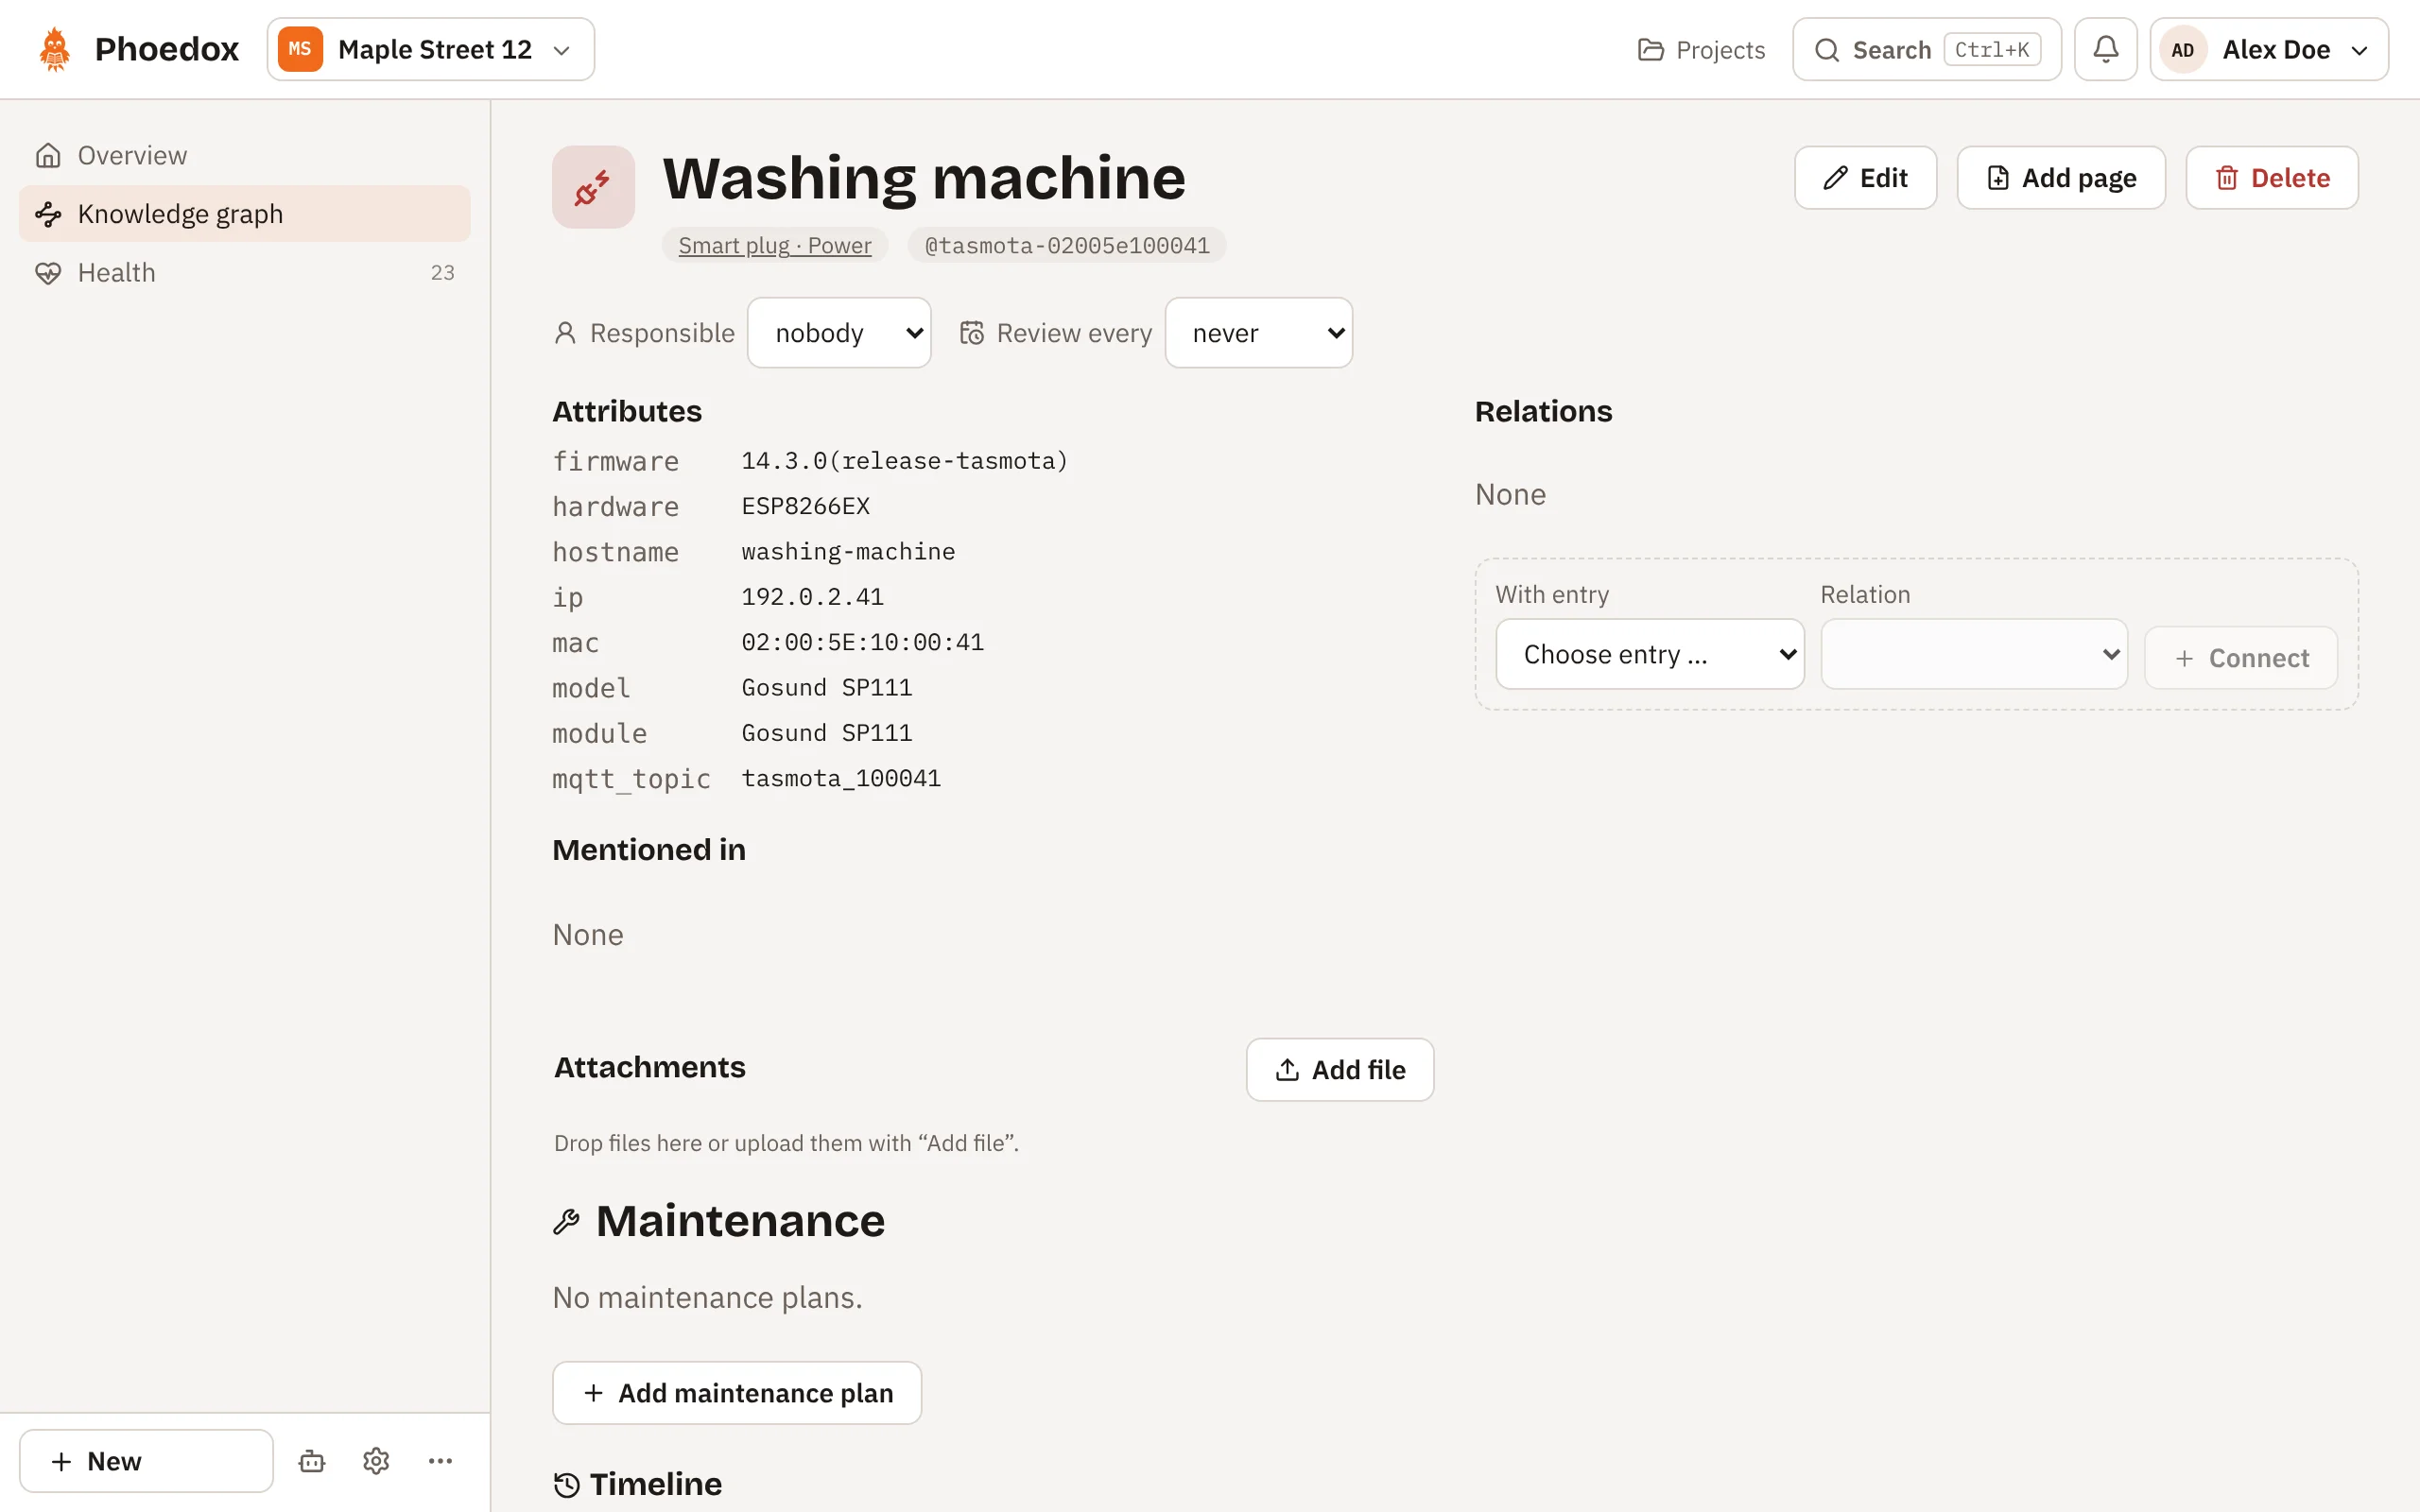 Phoedox
MS Maple Street 12
Projects
Search Ctrl+K
AD Alex Doe
Overview
Knowledge graph
Health 23
Washing machine
Edit
Add page
Delete
Smart plug · Power
@tasmota-02005e100041
Responsible nobody
Review every never
Attributes
firmware 14.3.0(release-tasmota)
hardware ESP8266EX
hostname washing-machine
ip 192.0.2.41
mac 02:00:5E:10:00:41
model Gosund SP111
module Gosund SP111
mqtt_topic tasmota_100041
Relations
None
With entry Relation
Choose entry ...
+ Connect
Mentioned in
None
Attachments
Add file
Drop files here or upload them with “Add file”.
Maintenance
No maintenance plans.
+ Add maintenance plan
Timeline
+ New